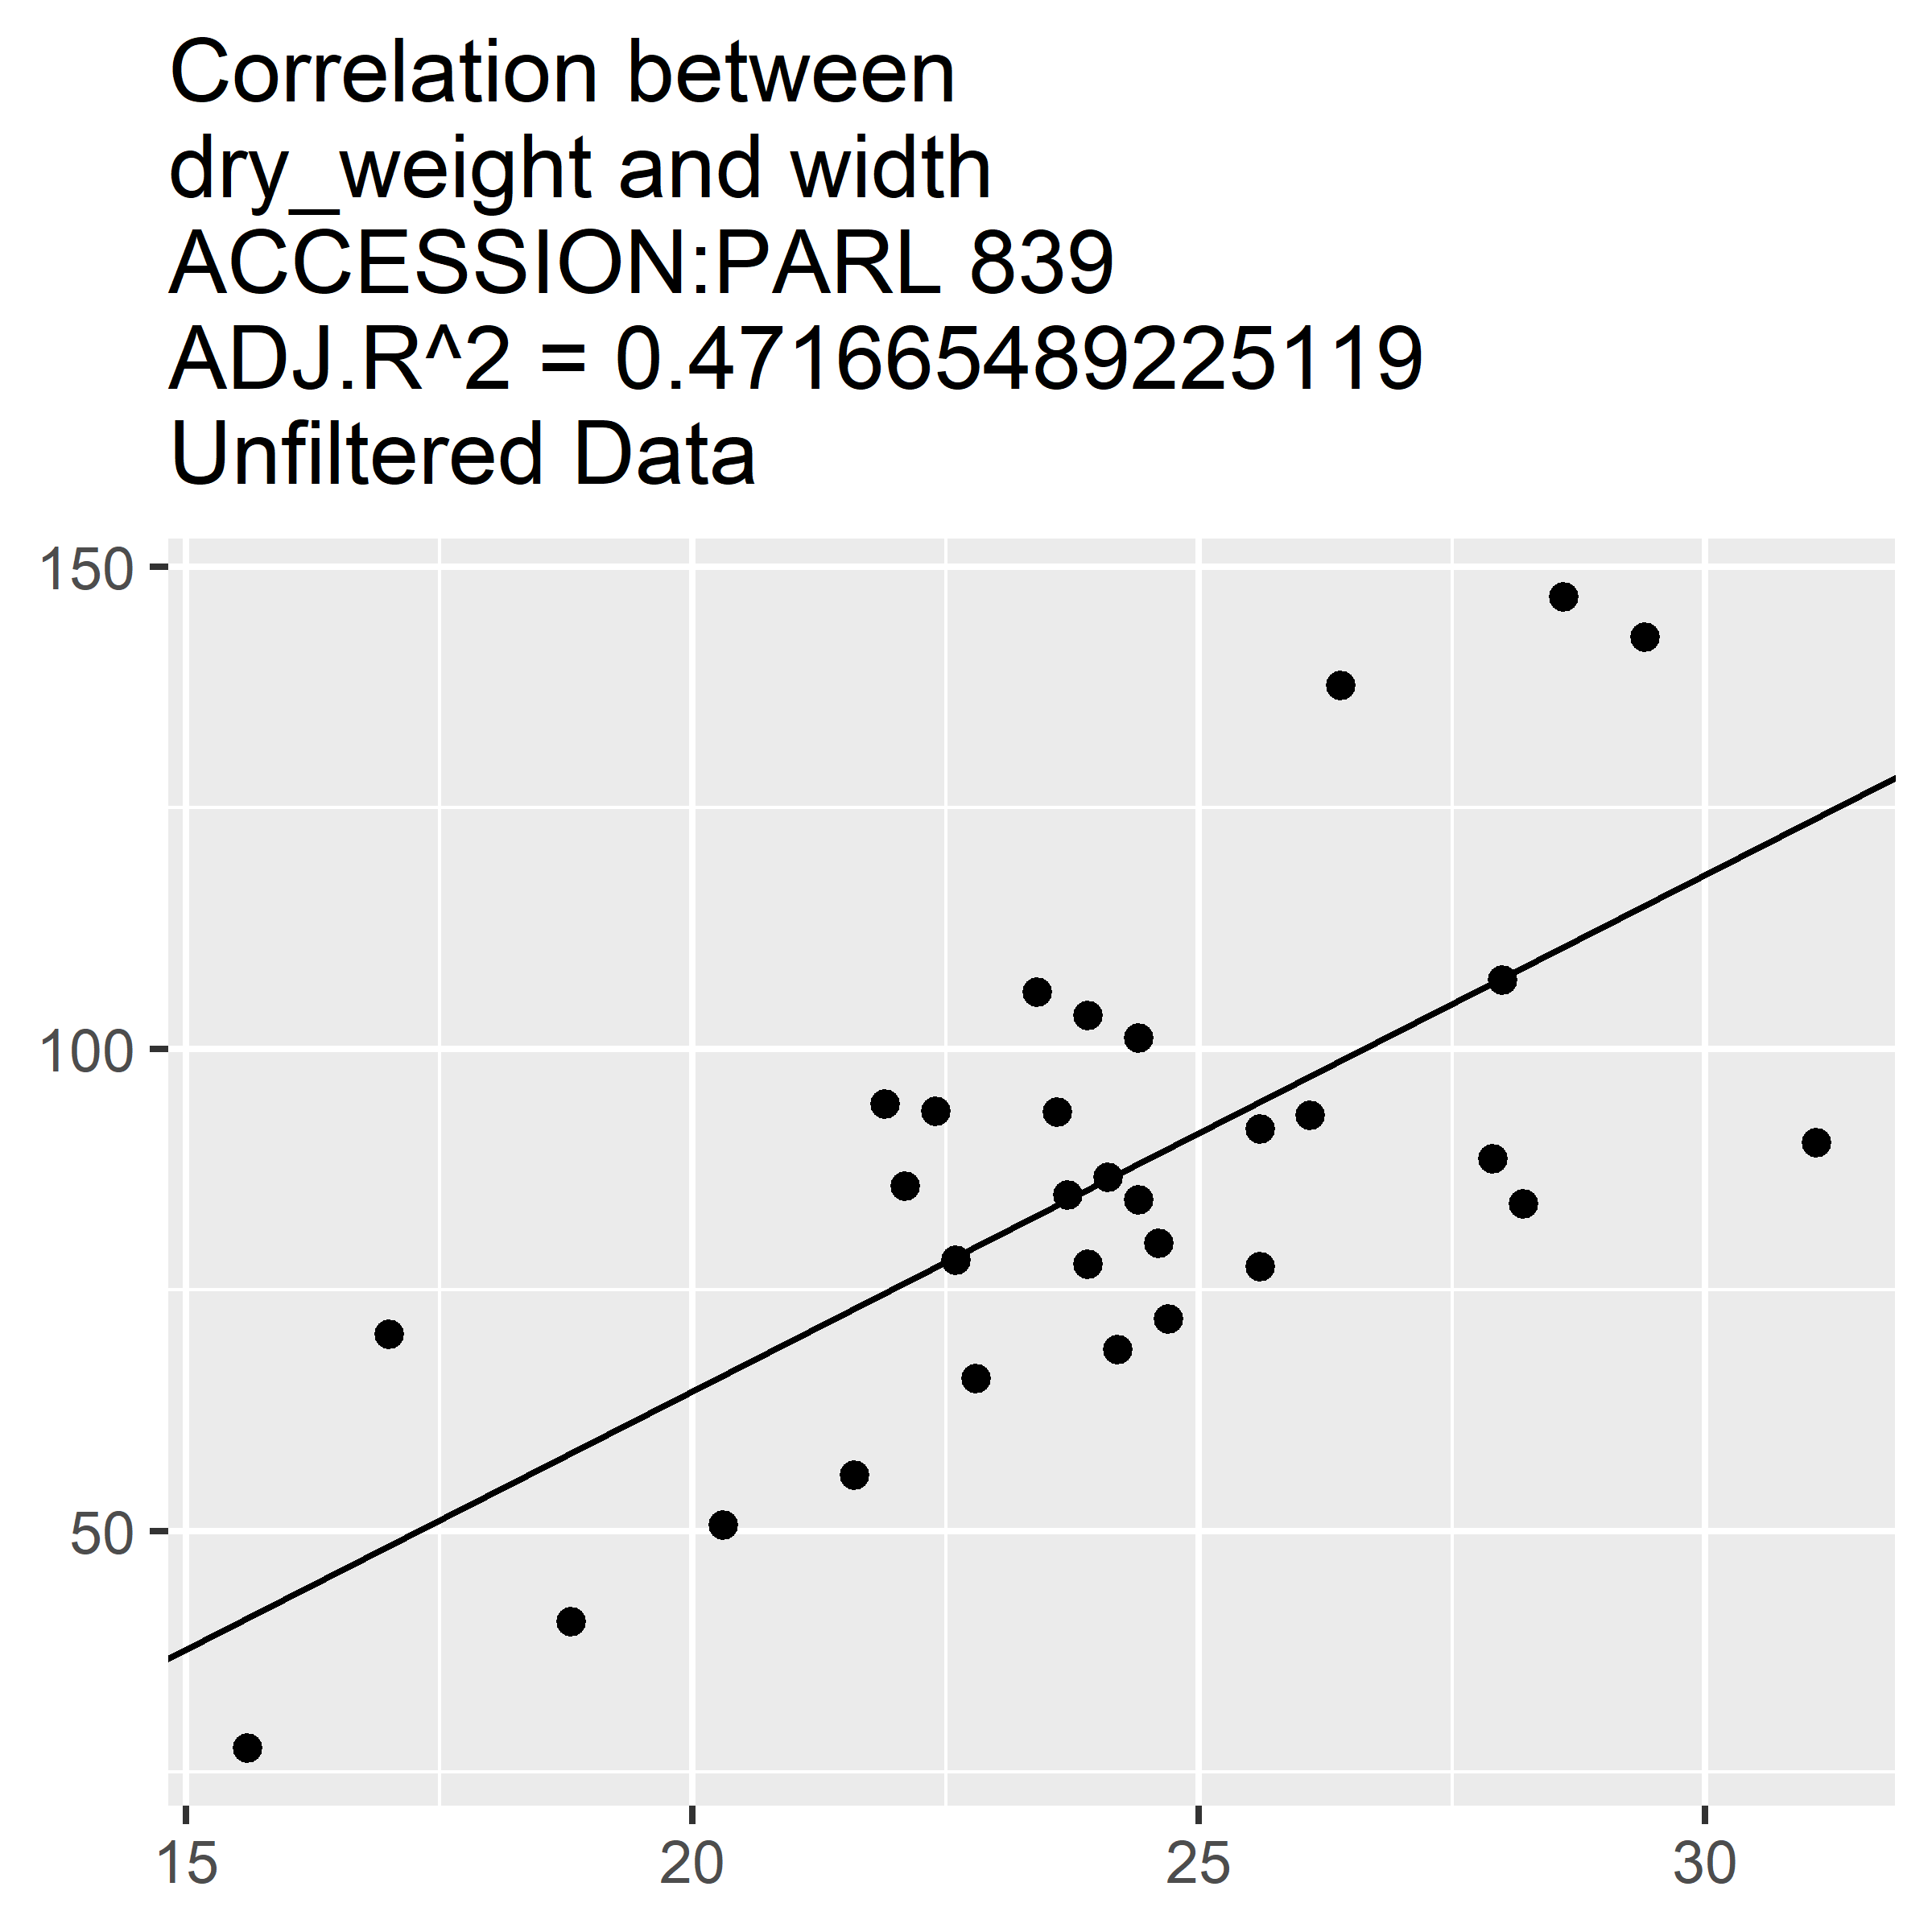 Correlation between
dry_weight and width
ACCESSION:PARL 839
ADJ.R^2 = 0.471665489225119
Unfiltered Data
150
100
50
15 20 25 30